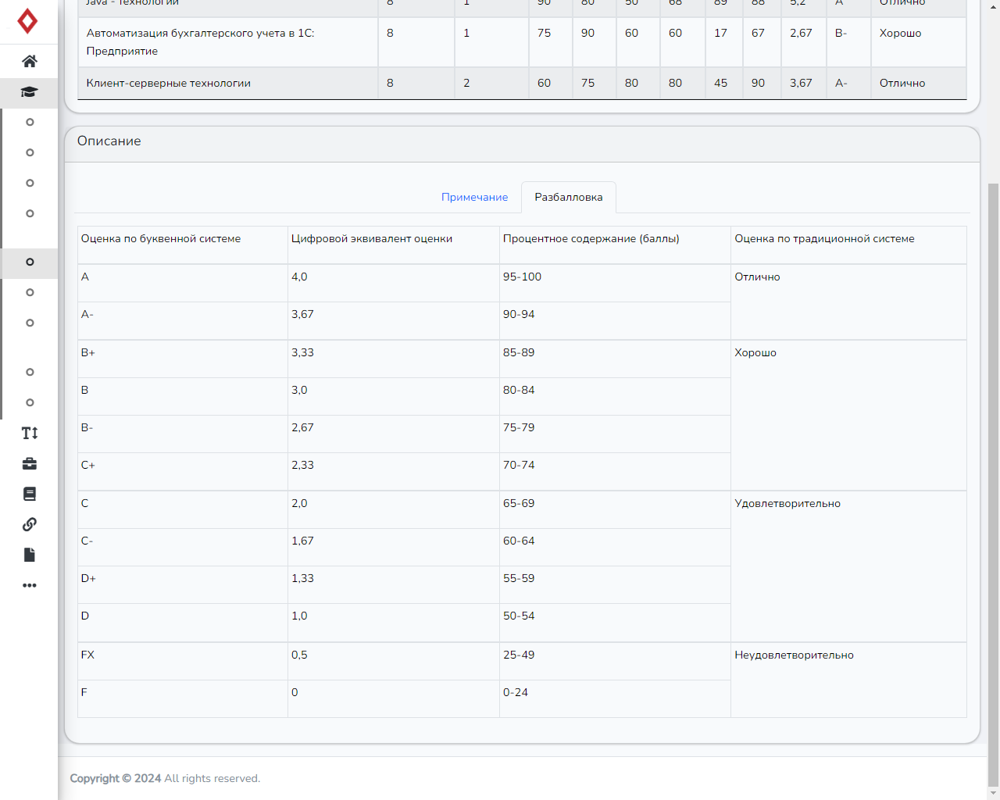 Java - технологии 8 1 90 80 50 68 89 88 5,2 A Отлично
Автоматизация бухгалтерского учета в 1С: 8 1 75 90 60 60 17 67 2,67 B- Хорошо
Предприятие
Клиент-серверные технологии 8 2 60 75 80 80 45 90 3,67 A- Отлично
Описание
Примечание Разбалловка
Оценка по буквенной системе Цифровой эквивалент оценки Процентное содержание (баллы) Оценка по традиционной системе
A 4,0 95-100 Отлично
A- 3,67 90-94
B+ 3,33 85-89 Хорошо
B 3,0 80-84
B- 2,67 75-79
C+ 2,33 70-74
C 2,0 65-69 Удовлетворительно
C- 1,67 60-64
D+ 1,33 55-59
D 1,0 50-54
FX 0,5 25-49 Неудовлетворительно
F 0 0-24
Copyright © 2024 All rights reserved.